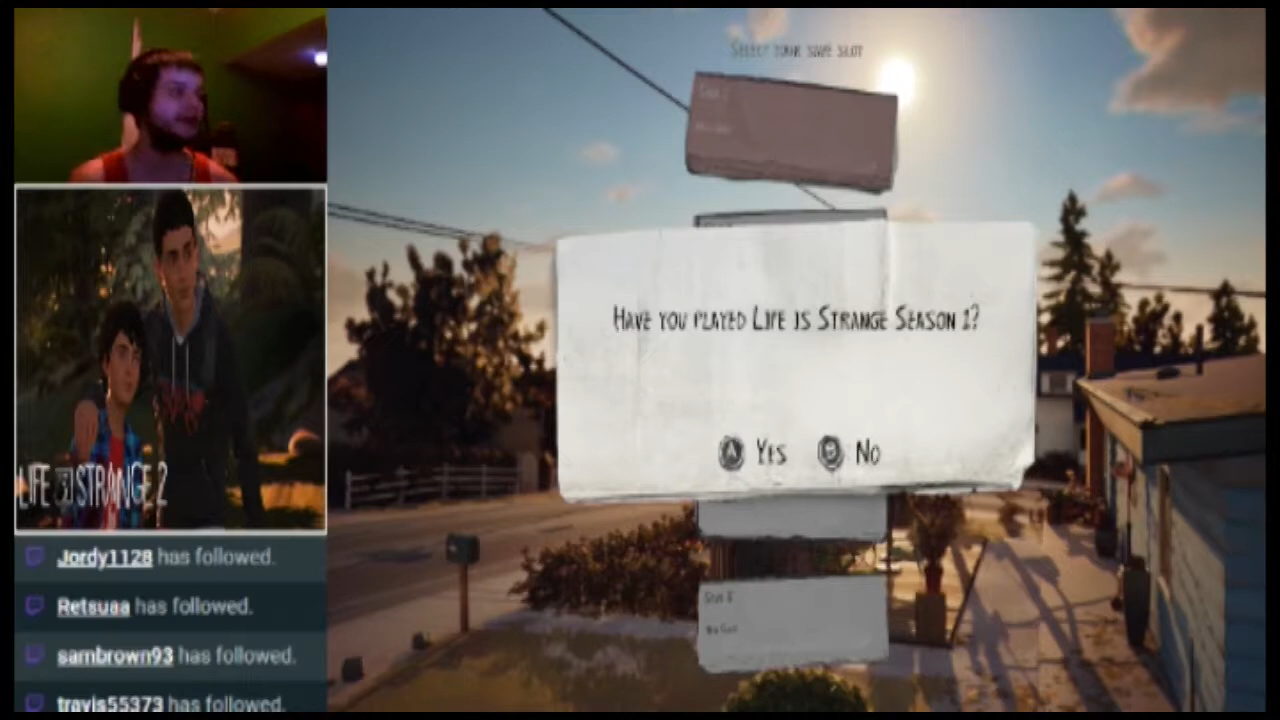 SELECT YOUR SAVE SLOT
HAVE YOU PLAYED LIFE IS STRANGE SEASON 1?
A YES B NO
LIFE IS STRANGE 2
Jordy1128 has followed.
Retsuaa has followed.
sambrown93 has followed.
travis55373 has followed.